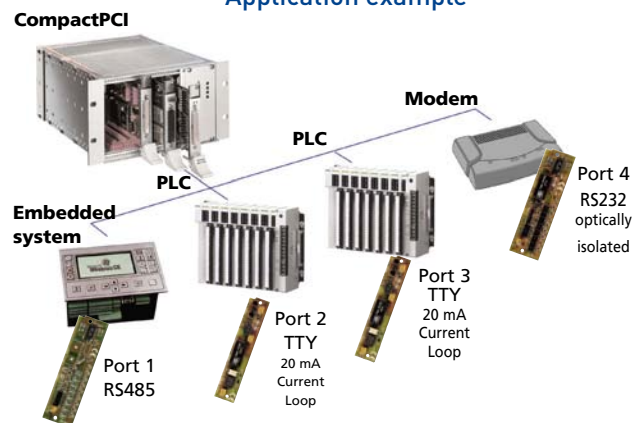 Application example
CompactPCI
Modem
PLC
PLC
Port 4
RS232
optically
isolated
Embedded
system
Port 3
TTY
20 mA
Current
Loop
Port 2
TTY
20 mA
Current
Loop
Port 1
RS485